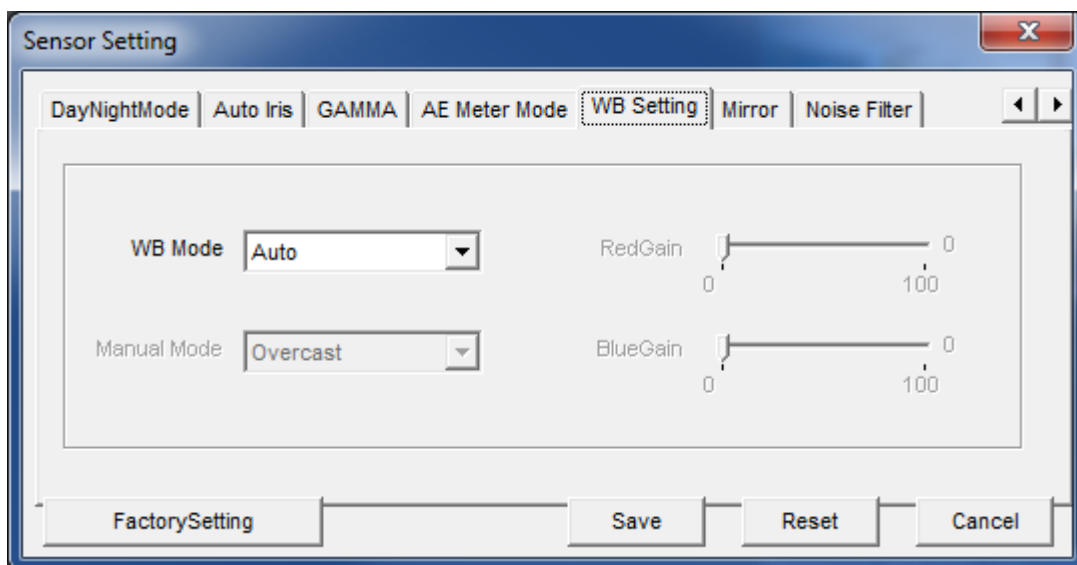 Sensor Setting
DayNightMode Auto Iris GAMMA AE Meter Mode WB Setting Mirror Noise Filter
WB Mode Auto RedGain 0
0 100
Manual Mode Overcast BlueGain 0
0 100
FactorySetting Save Reset Cancel